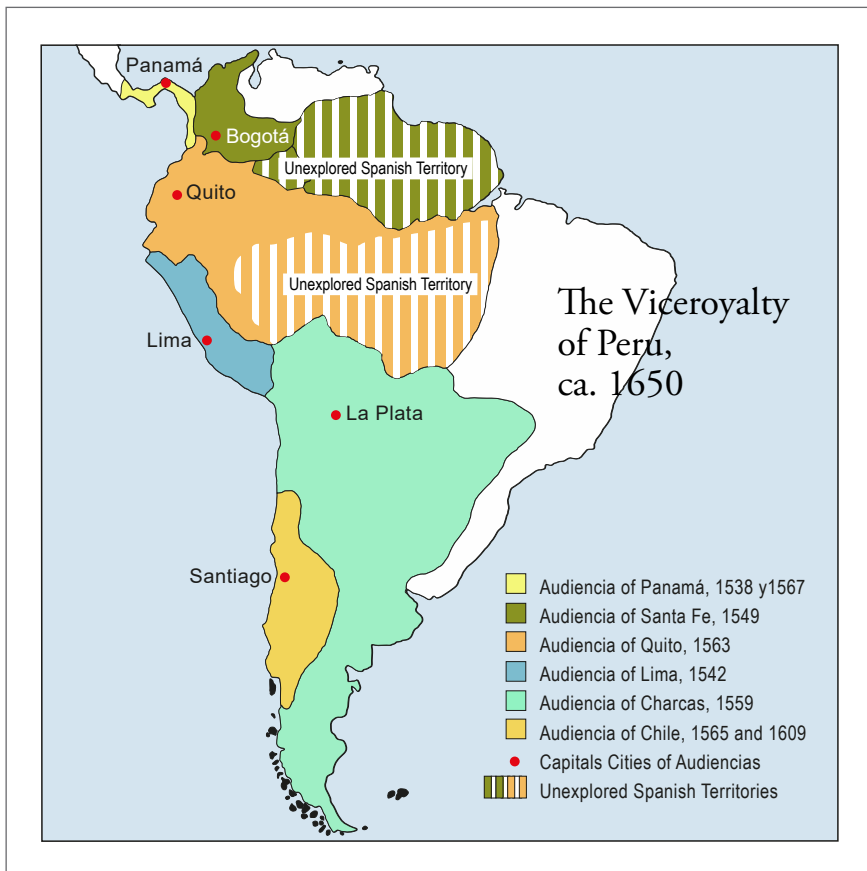 Panamá
Bogotá
Unexplored Spanish Territory
Quito
Unexplored Spanish Territory
The Viceroyalty
of Peru,
ca. 1650
Lima
La Plata
Santiago
Audiencia of Panamá, 1538 y1567
Audiencia of Santa Fe, 1549
Audiencia of Quito, 1563
Audiencia of Lima, 1542
Audiencia of Charcas, 1559
Audiencia of Chile, 1565 and 1609
Capitals Cities of Audiencias
Unexplored Spanish Territories